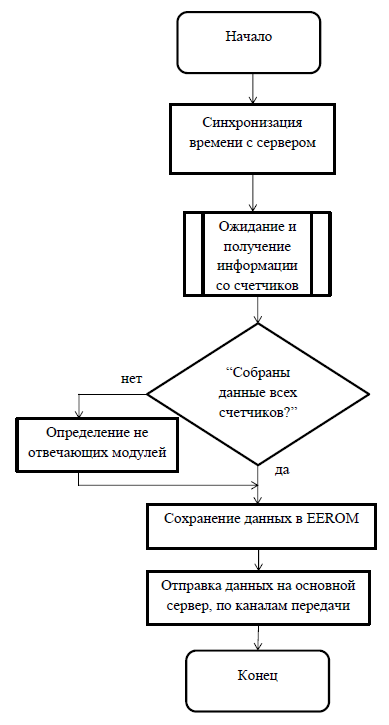 Начало
Синхронизация
времени с сервером
Ожидание и
получение
информации
со счетчиков
“Собраны
данные всех
счетчиков?”
нет
Определение не
отвечающих модулей
да
Сохранение данных в EEROM
Отправка данных на основной
сервер, по каналам передачи
Конец